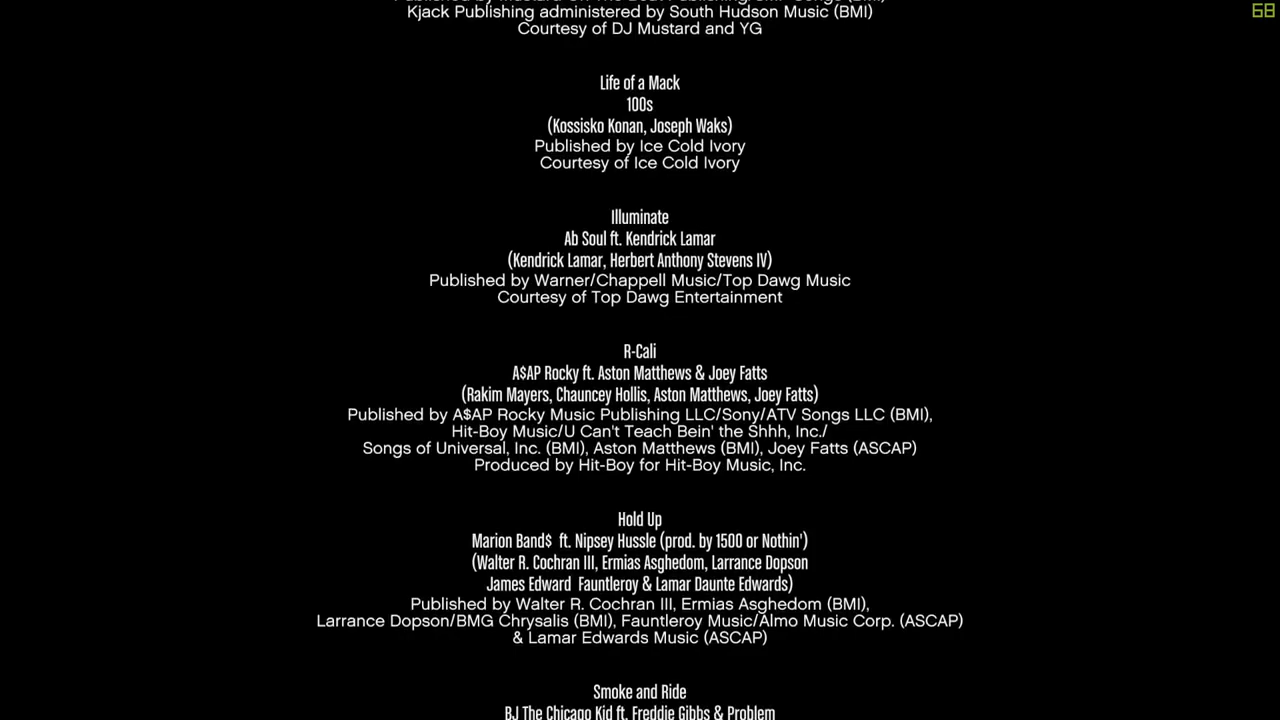 Kjack Publishing administered by South Hudson Music (BMI)
Courtesy of DJ Mustard and YG
Life of a Mack
100s
(Kossisko Konan, Joseph Waks)
Published by Ice Cold Ivory
Courtesy of Ice Cold Ivory
Illuminate
Ab Soul ft. Kendrick Lamar
(Kendrick Lamar, Herbert Anthony Stevens IV)
Published by Warner/Chappell Music/Top Dawg Music
Courtesy of Top Dawg Entertainment
R-Cali
A$AP Rocky ft. Aston Matthews & Joey Fatts
(Rakim Mayers, Chauncey Hollis, Aston Matthews, Joey Fatts)
Published by A$AP Rocky Music Publishing LLC/Sony/ATV Songs LLC (BMI),
Hit-Boy Music/U Can't Teach Bein' the Shhh, Inc./
Songs of Universal, Inc. (BMI), Aston Matthews (BMI), Joey Fatts (ASCAP)
Produced by Hit-Boy for Hit-Boy Music, Inc.
Hold Up
Marion Band$ ft. Nipsey Hussle (prod. by 1500 or Nothin')
(Walter R. Cochran III, Ermias Asghedom, Larrance Dopson
James Edward Fauntleroy & Lamar Daunte Edwards)
Published by Walter R. Cochran III, Ermias Asghedom (BMI),
Larrance Dopson/BMG Chrysalis (BMI), Fauntleroy Music/Almo Music Corp. (ASCAP)
& Lamar Edwards Music (ASCAP)
Smoke and Ride
BJ The Chicago Kid ft. Freddie Gibbs & Problem
68